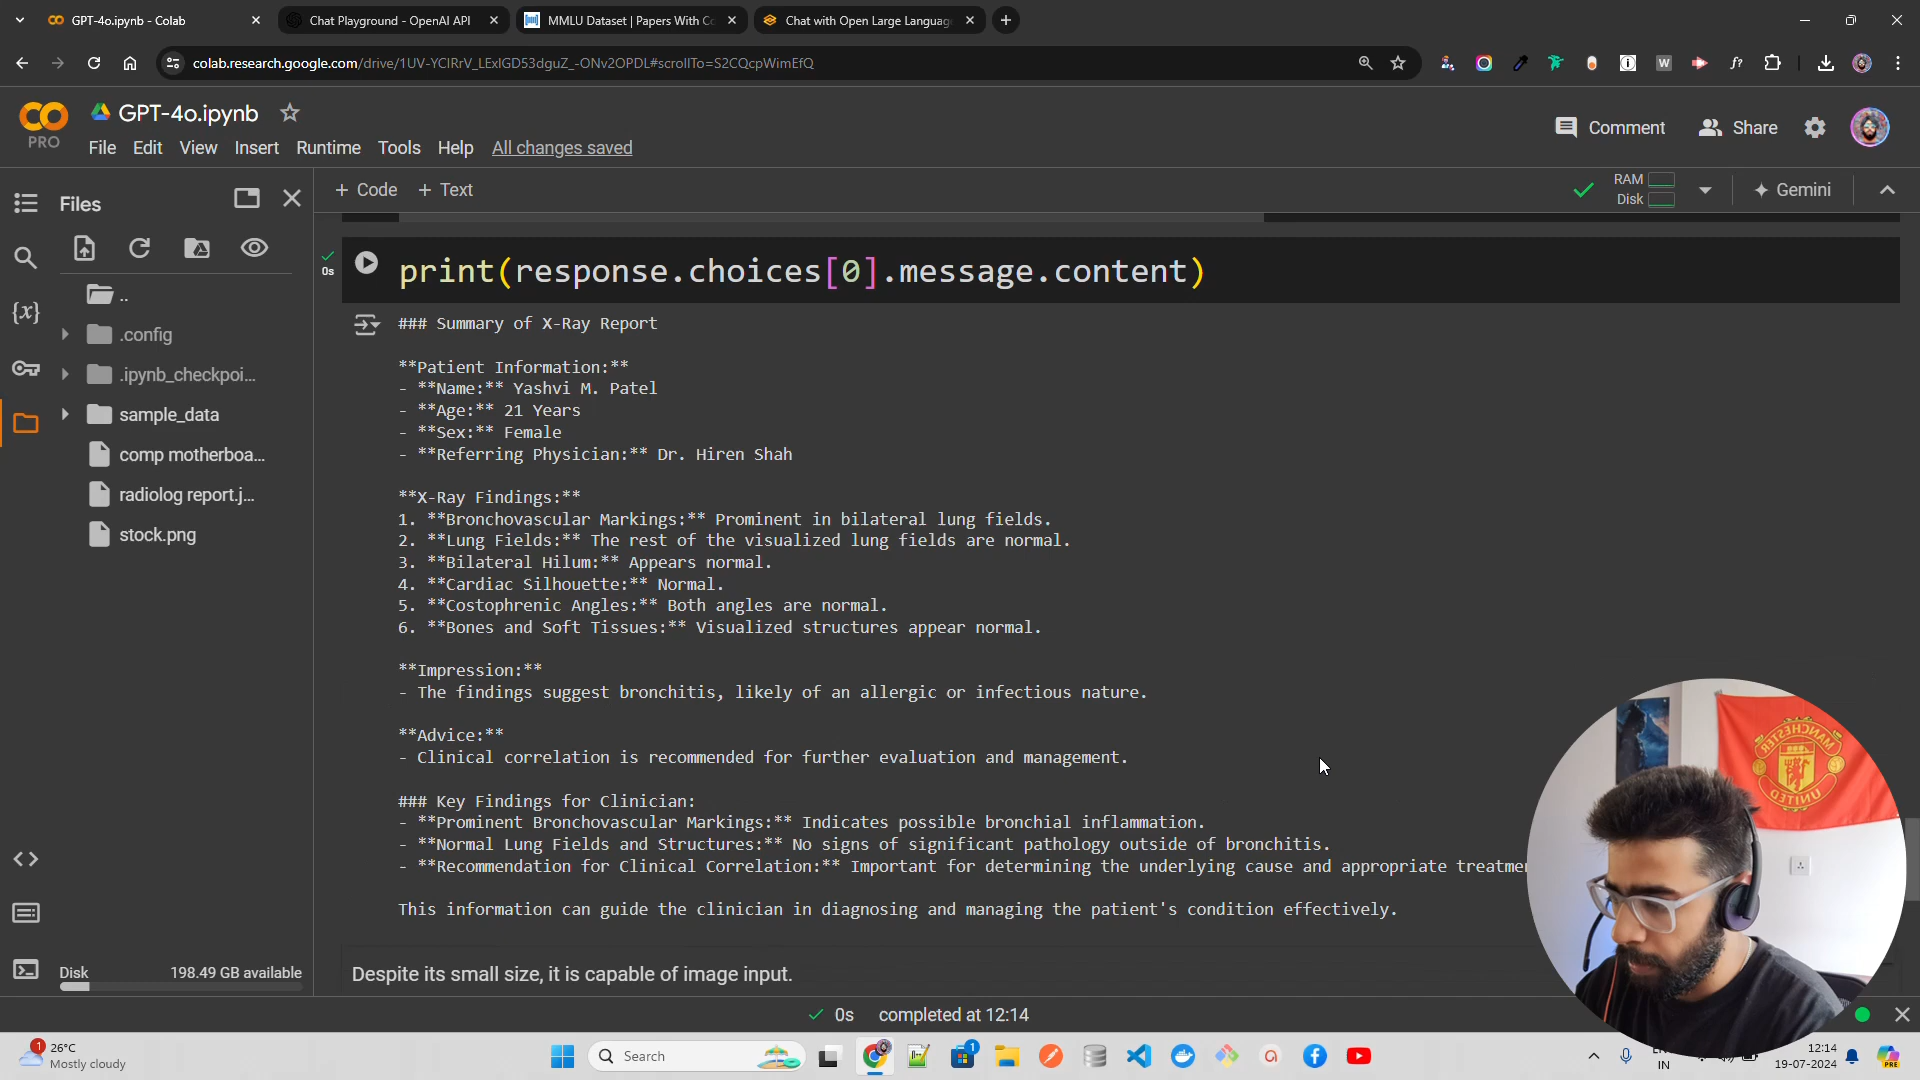 GPT-4o.ipynb - Colab
Chat Playground - OpenAI API
MMLU Dataset | Papers With Co
Chat with Open Large Languag
colab.research.google.com/drive/1UV-YClRrV_LExIGD53dguZ_-ONv2OPDL#scrollTo=S2CQcpWimEfQ
GPT-4o.ipynb
PRO
File Edit View Insert Runtime Tools Help All changes saved
Comment
Share
Files
+ Code + Text
RAM
Disk
Gemini
..
.config
.ipynb_checkpoi...
sample_data
comp motherboa...
radiolog report.j...
stock.png
0s
print(response.choices[0].message.content)
### Summary of X-Ray Report
**Patient Information:**
- **Name:** Yashvi M. Patel
- **Age:** 21 Years
- **Sex:** Female
- **Referring Physician:** Dr. Hiren Shah
**X-Ray Findings:**
1. **Bronchovascular Markings:** Prominent in bilateral lung fields.
2. **Lung Fields:** The rest of the visualized lung fields are normal.
3. **Bilateral Hilum:** Appears normal.
4. **Cardiac Silhouette:** Normal.
5. **Costophrenic Angles:** Both angles are normal.
6. **Bones and Soft Tissues:** Visualized structures appear normal.
**Impression:**
- The findings suggest bronchitis, likely of an allergic or infectious nature.
**Advice:**
- Clinical correlation is recommended for further evaluation and management.
### Key Findings for Clinician:
- **Prominent Bronchovascular Markings:** Indicates possible bronchial inflammation.
- **Normal Lung Fields and Structures:** No signs of significant pathology outside of bronchitis.
- **Recommendation for Clinical Correlation:** Important for determining the underlying cause and appropriate treatmen
This information can guide the clinician in diagnosing and managing the patient's condition effectively.
Despite its small size, it is capable of image input.
Disk 198.49 GB available
0s completed at 12:14
MANCHESTER
UNITED
1
26°C
Mostly cloudy
Search
1
IN
12:14
19-07-2024
PRE